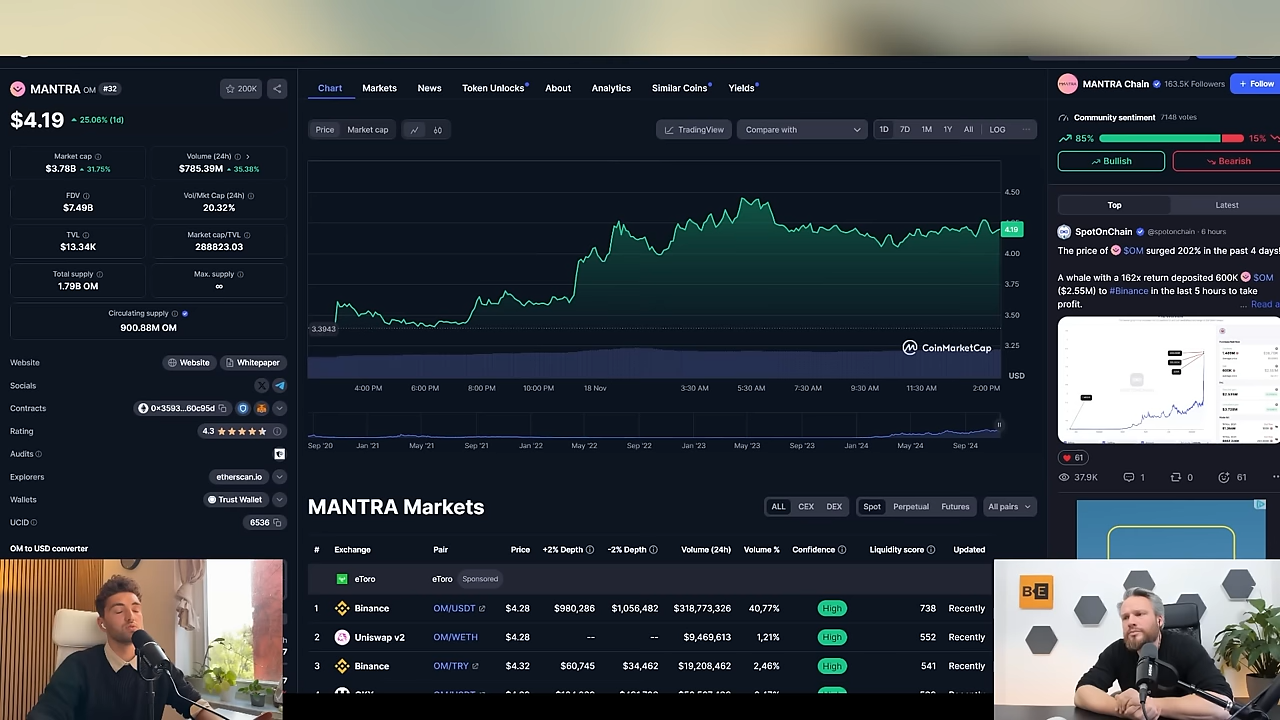 MANTRA OM #32
200K
$4.19 25.06% (1d)
Market cap
$3.78B 31.75%
Volume (24h)
$785.39M 35.38%
FDV
$7.49B
Vol/Mkt Cap (24h)
20.32%
TVL
$13.34K
Market cap/TVL
288823.03
Total supply
1.79B OM
Max. supply
∞
Circulating supply
900.88M OM
Website Website Whitepaper
Socials
Contracts 0x3593...60c95d
Rating 4.3
Audits
Explorers etherscan.io
Wallets Trust Wallet
UCID 6536
OM to USD converter
Chart Markets News Token Unlocks About Analytics Similar Coins Yields
Price Market cap
TradingView Compare with 1D 7D 1M 1Y All LOG
4.50
4.19
4.00
3.75
3.50
3.25
3.3943
CoinMarketCap
USD
4:00 PM 6:00 PM 8:00 PM 10:00 PM 18 Nov 3:30 AM 5:30 AM 7:30 AM 9:30 AM 11:30 AM 2:00 PM
Sep '20 Jan '21 May '21 Sep '21 Jan '22 May '22 Sep '22 Jan '23 May '23 Sep '23 Jan '24 May '24 Sep '24
MANTRA Markets
ALL CEX DEX Spot Perpetual Futures All pairs
# Exchange Pair Price +2% Depth -2% Depth Volume (24h) Volume % Confidence Liquidity score Updated
eToro eToro Sponsored
1 Binance OM/USDT $4.28 $980,286 $1,056,482 $318,773,326 40,77% High 738 Recently
2 Uniswap v2 OM/WETH $4.28 -- -- $9,469,613 1,21% High 552 Recently
3 Binance OM/TRY $4.32 $60,745 $34,462 $19,208,462 2,46% High 541 Recently
MANTRA Chain 163.5K Followers + Follow
Community sentiment 7148 votes
85% 15%
Bullish Bearish
Top Latest
SpotOnChain @spotonchain · 6 hours
The price of $OM surged 202% in the past 4 days!
A whale with a 162x return deposited 600K $OM
($2.55M) to #Binance in the last 5 hours to take
profit. ... Read
61
37.9K 1 0 61
B E